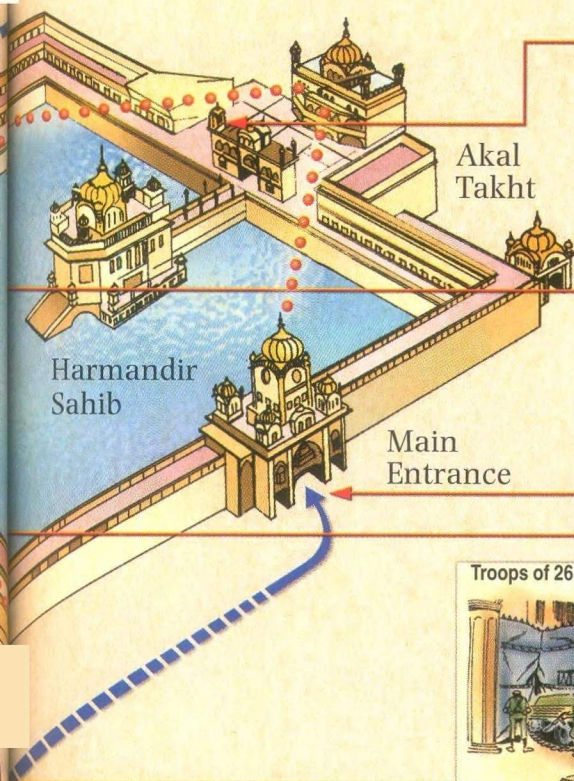 Akal
Takht
Harmandir
Sahib
Main
Entrance
Troops of 26